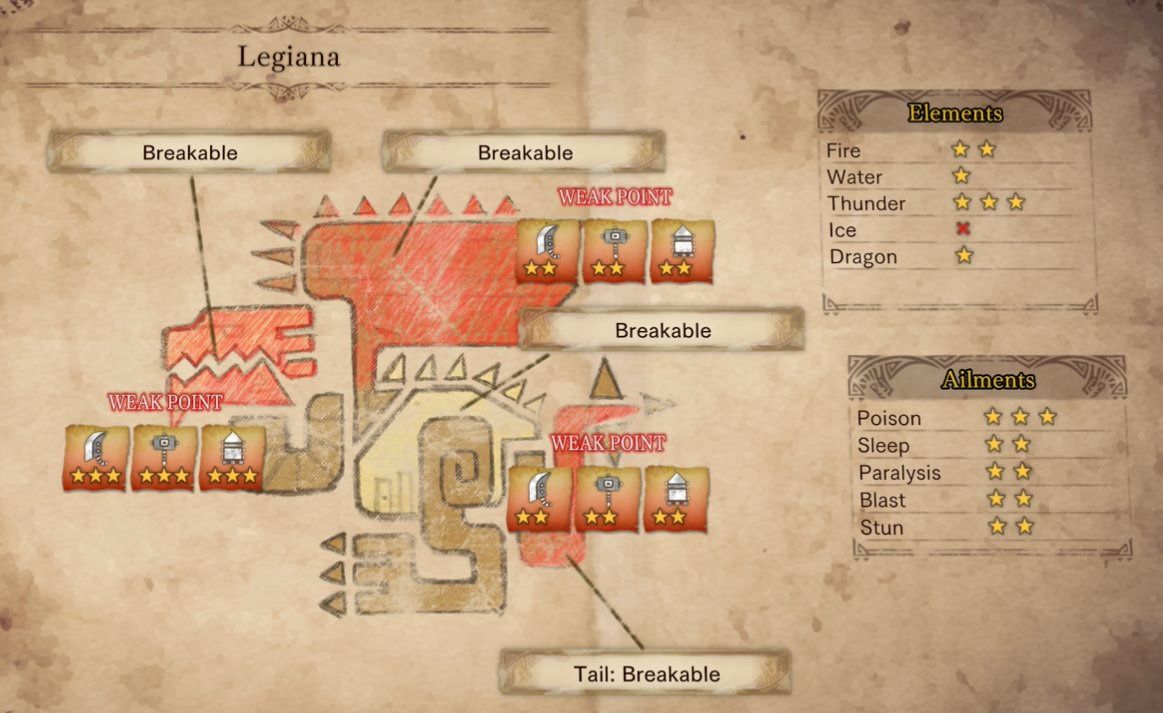 Legiana
Breakable
Breakable
WEAK POINT
Breakable
WEAK POINT
WEAK POINT
Tail: Breakable
Elements
Fire
Water
Thunder
Ice
Dragon
Ailments
Poison
Sleep
Paralysis
Blast
Stun